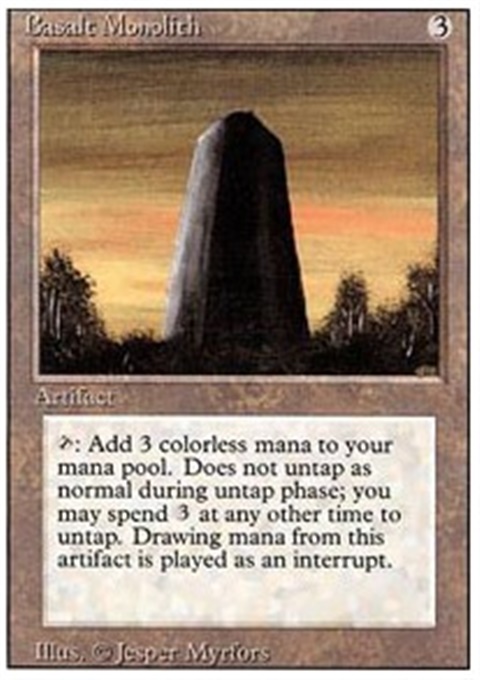 Basalt Monolith 3
Artifact
: Add 3 colorless mana to your
mana pool. Does not untap as
normal during untap phase; you
may spend 3 at any other time to
untap. Drawing mana from this
artifact is played as an interrupt.
Illus. © Jesper Myrfors